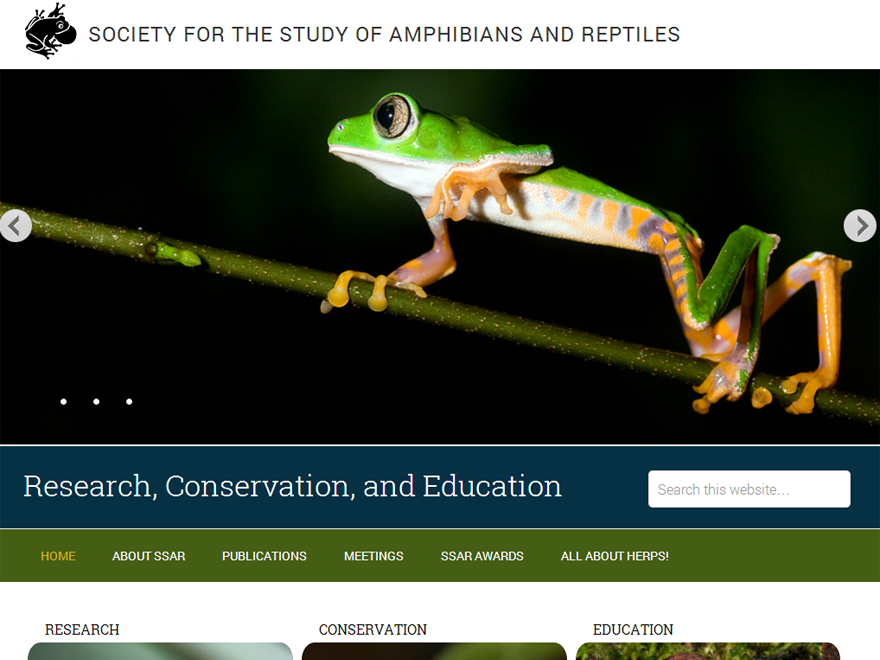 SOCIETY FOR THE STUDY OF AMPHIBIANS AND REPTILES
Research, Conservation, and Education
Search this website...
HOME ABOUT SSAR PUBLICATIONS MEETINGS SSAR AWARDS ALL ABOUT HERPS!
RESEARCH CONSERVATION EDUCATION